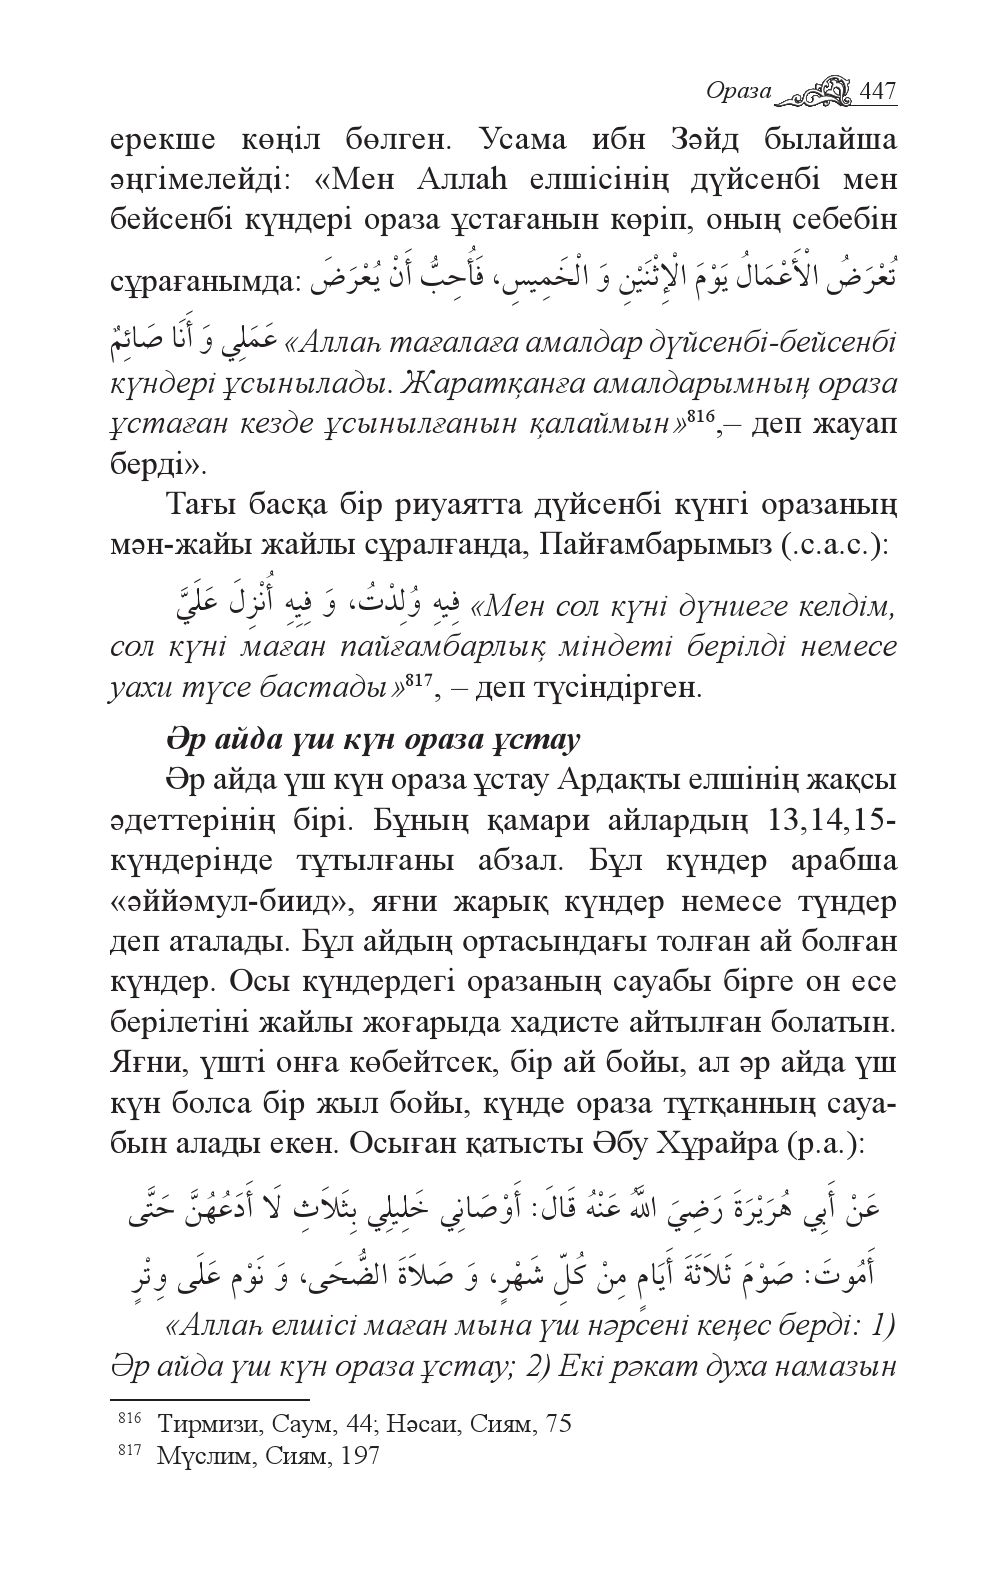 Ораза 447
ерекше көңіл бөлген. Усама ибн Зәйд былайша
әңгімелейді: «Мен Аллаһ елшісінің дүйсенбі мен
бейсенбі күндері ораза ұстағанын көріп, оның себебін
сұрағанымда: تُعْرَضُ الْأَعْمَالُ يَوْمَ الْإِثْنَيْنِ وَ الْخَمِيسِ، فَأُحِبُّ أَنْ يُعْرَضَ
عَمَلِي وَ أَنَا صَائِمٌ «Аллаһ тағалаға амалдар дүйсенбі-бейсенбі
күндері ұсынылады. Жаратқанға амалдарымның ораза
ұстаған кезде ұсынылғанын қалаймын»⁸¹⁶,– деп жауап
берді».
Тағы басқа бір риуаятта дүйсенбі күнгі оразаның
мән-жайы жайлы сұралғанда, Пайғамбарымыз (.с.а.с.):
فِيهِ وُلِدْتُ، وَ فِيِهِ أُنْزِلَ عَلَيَّ «Мен сол күні дүниеге келдім,
сол күні маған пайғамбарлық міндеті берілді немесе
уахи түсе бастады»⁸¹⁷, – деп түсіндірген.
Әр айда үш күн ораза ұстау
Әр айда үш күн ораза ұстау Ардақты елшінің жақсы
әдеттерінің бірі. Бұның қамари айлардың 13,14,15-
күндерінде тұтылғаны абзал. Бұл күндер арабша
«әййәмул-биид», яғни жарық күндер немесе түндер
деп аталады. Бұл айдың ортасындағы толған ай болған
күндер. Осы күндердегі оразаның сауабы бірге он есе
берілетіні жайлы жоғарыда хадисте айтылған болатын.
Яғни, үшті онға көбейтсек, бір ай бойы, ал әр айда үш
күн болса бір жыл бойы, күнде ораза тұтқанның сауа-
бын алады екен. Осыған қатысты Әбу Хұрайра (р.а.):
عَنْ أَبِي هُرَيْرَةَ رَضِيَ اللَّهُ عَنْهُ قَالَ: أَوْصَانِي خَلِيلِي بِثَلاَثٍ لَا أَدَعُهُنَّ حَتَّى
أَمُوتَ: صَوْمَ ثَلاَثَةَ أَيَامٍ مِنْ كُلِّ شَهْرٍ، وَ صَلاَةَ الضُّحَى، وَ نَوْم عَلَى وِتْرٍ
«Аллаһ елшісі маған мына үш нәрсені кеңес берді: 1)
Әр айда үш күн ораза ұстау; 2) Екі рәкат духа намазын
816 Тирмизи, Саум, 44; Нәсаи, Сиям, 75
817 Мүслим, Сиям, 197